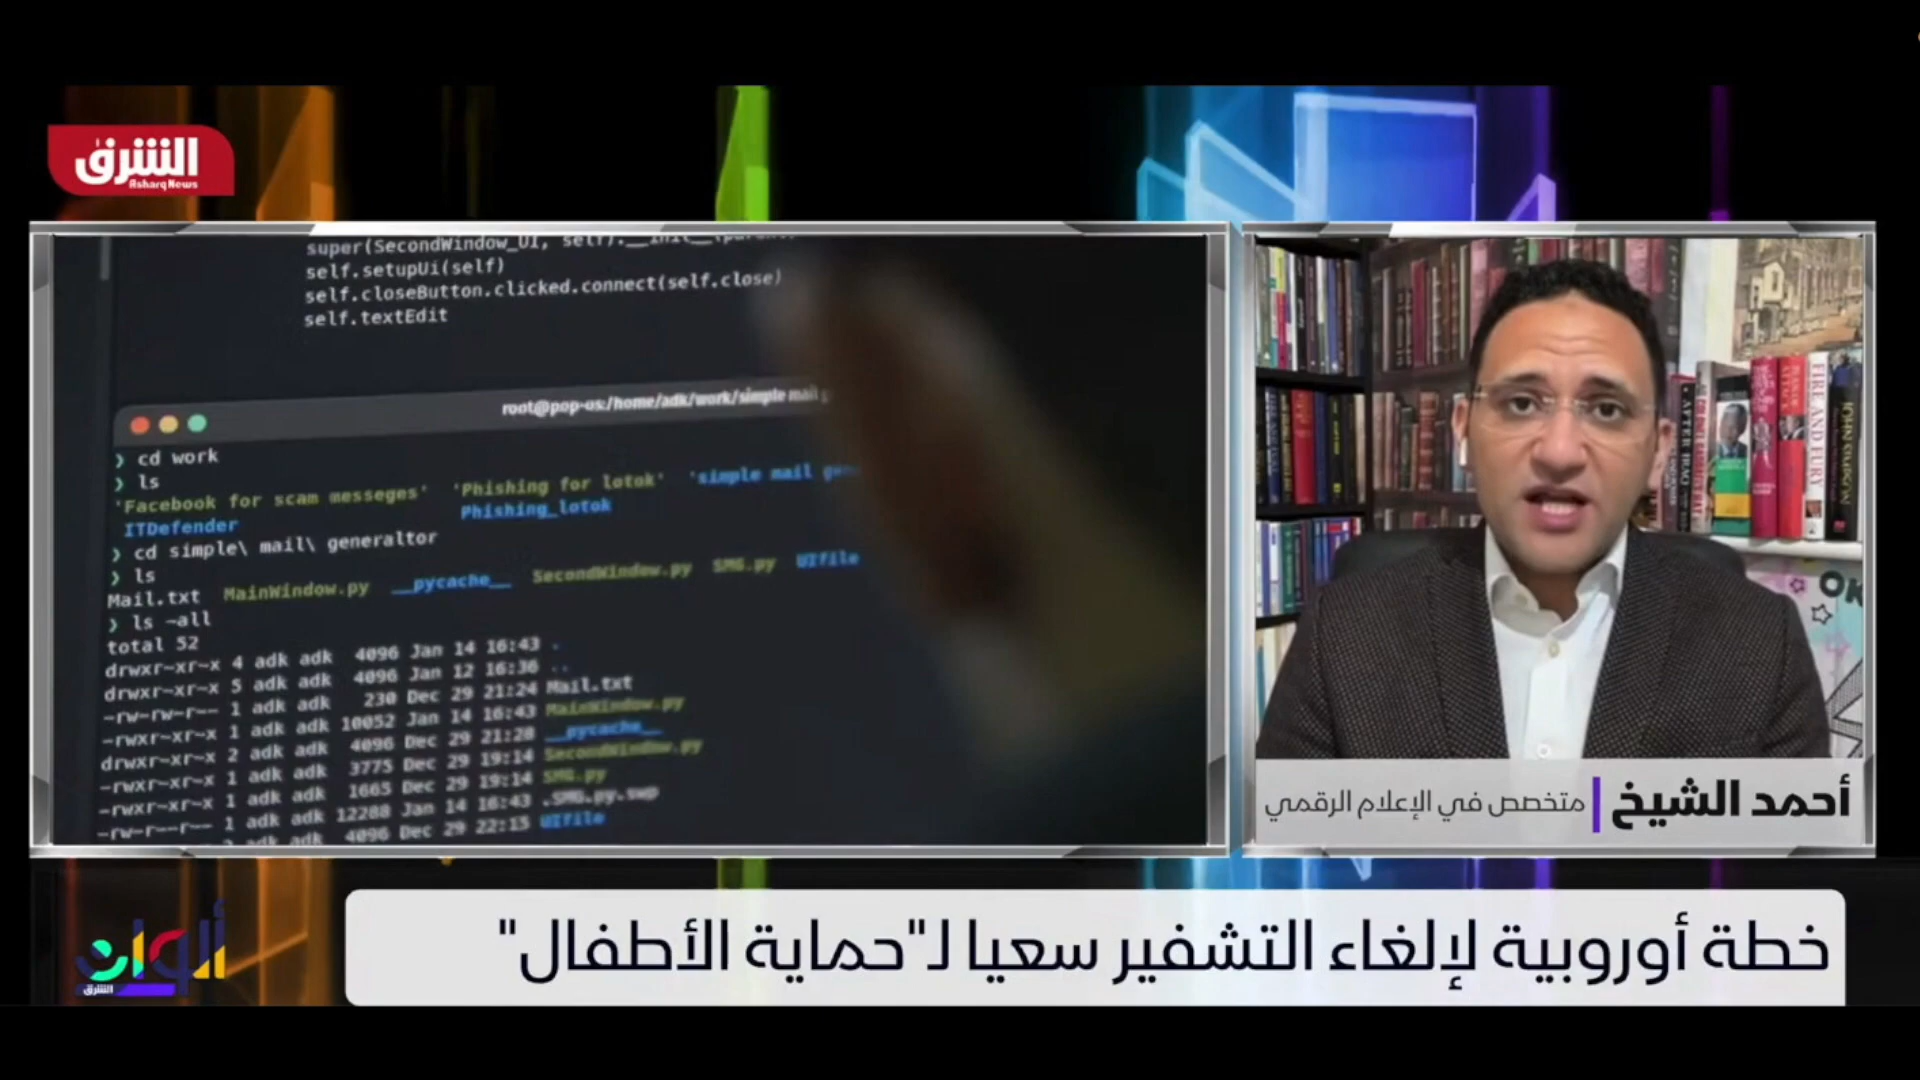 الشرق
Asharq News
self.setupUi(self)
self.closeButton.clicked.connect(self.close)
self.textEdit
root@pop-os:/home/adk/work/simple mail
❯ cd work
❯ ls
'Facebook for scam messeges' 'Phishing for lotok' 'simple mail
ITDefender Phishing_lotok
❯ cd simple\ mail\ generaltor
❯ ls
Mail.txt MainWindow.py __pycache__ SecondWindow.py SMG.py UIfile
❯ ls -all
total 52
drwxr-xr-x 4 adk adk 4096 Jan 14 16:43 .
drwxr-xr-x 5 adk adk 4096 Jan 12 16:36 ..
-rw-rw-r-- 1 adk adk 230 Dec 29 21:24 Mail.txt
-rwxr-xr-x 1 adk adk 10052 Jan 14 16:43 MainWindow.py
drwxr-xr-x 2 adk adk 4096 Dec 29 21:28 __pycache__
-rwxr-xr-x 1 adk adk 3775 Dec 29 19:14 SecondWindow.py
-rwxr-xr-x 1 adk adk 1665 Dec 29 19:14 SMG.py
-rw-r--r-- 1 adk adk 12288 Jan 14 16:43 .SMG.py.swp
4096 Dec 29 22:15 UIfile
FIRE AND FURY
أحمد الشيخ
متخصص في الإعلام الرقمي
خطة أوروبية لإلغاء التشفير سعيا لـ"حماية الأطفال"
ألوان
الشرق